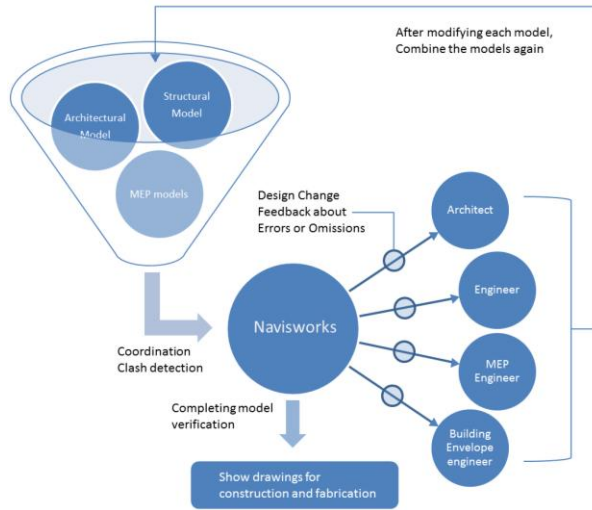 After modifying each model,
Combine the models again
Structural
Model
Architectural
Model
MEP models
Design Change
Feedback about
Errors or Omissions
Architect
Engineer
Navisworks
MEP
Engineer
Coordination
Clash detection
Completing model
verification
Building
Envelope
engineer
Show drawings for
construction and fabrication